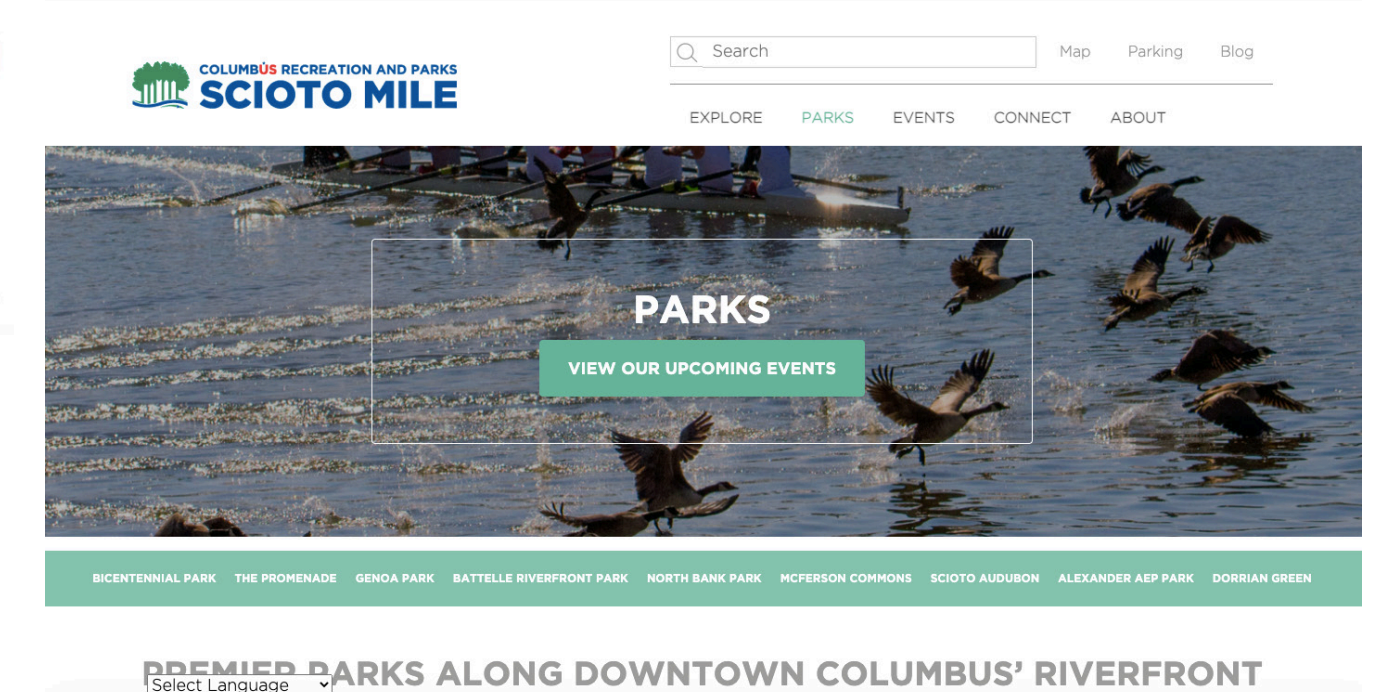 COLUMBUS RECREATION AND PARKS
SCIOTO MILE
Search
Map Parking Blog
EXPLORE PARKS EVENTS CONNECT ABOUT
PARKS
VIEW OUR UPCOMING EVENTS
BICENTENNIAL PARK THE PROMENADE GENOA PARK BATTELLE RIVERFRONT PARK NORTH BANK PARK MCFERSON COMMONS SCIOTO AUDUBON ALEXANDER AEP PARK DORRIAN GREEN
PREMIER PARKS ALONG DOWNTOWN COLUMBUS’ RIVERFRONT
Select Language